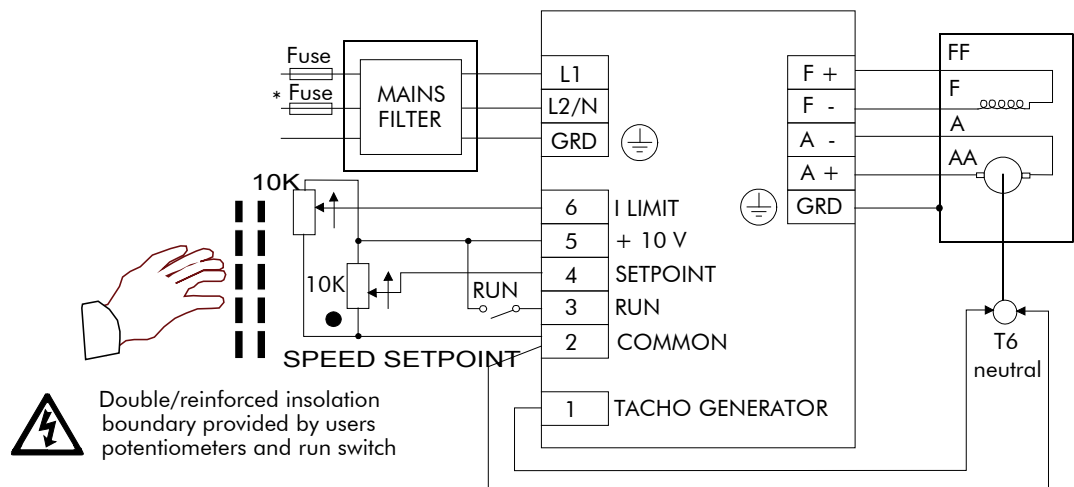 Fuse
* Fuse
MAINS
FILTER
L1
L2/N
GRD
F +
F -
A -
A +
GRD
FF
F
A
AA
10K
10K
RUN
SPEED SETPOINT
6 I LIMIT
5 + 10 V
4 SETPOINT
3 RUN
2 COMMON
1 TACHO GENERATOR
T6
neutral
Double/reinforced insolation
boundary provided by users
potentiometers and run switch